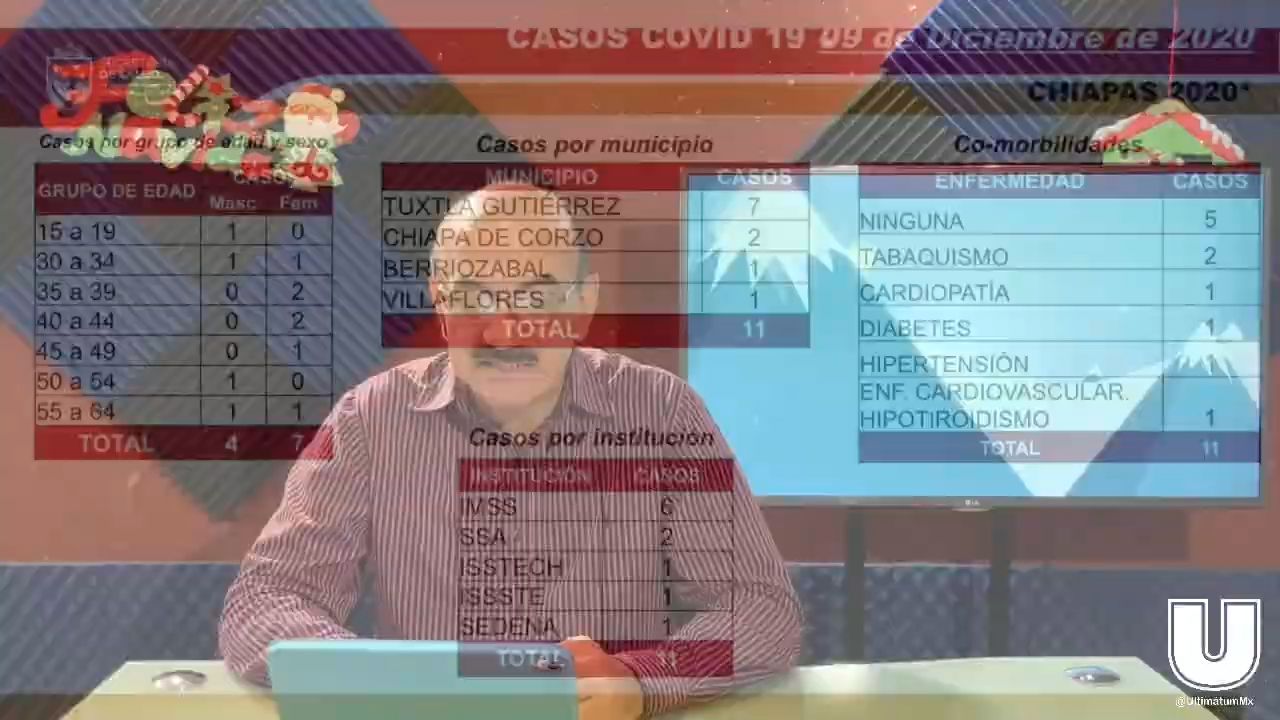 CASOS COVID 19 09 de Diciembre de 2020
CHIAPAS 2020*
Casos por grupo de edad y sexo
GRUPO DE EDAD CASOS
Masc Fem
15 a 19 1 0
30 a 34 1 1
35 a 39 0 2
40 a 44 0 2
45 a 49 0 1
50 a 54 1 0
55 a 64 1 1
TOTAL 4 7
Casos por municipio
MUNICIPIO CASOS
TUXTLA GUTIÉRREZ 7
CHIAPA DE CORZO 2
BERRIOZABAL 1
VILLAFLORES 1
TOTAL 11
Co-morbilidades
ENFERMEDAD CASOS
NINGUNA 5
TABAQUISMO 2
CARDIOPATÍA 1
DIABETES 1
HIPERTENSIÓN 1
ENF. CARDIOVASCULAR.
HIPOTIROIDISMO 1
TOTAL 11
Casos por institución
INSTITUCIÓN CASOS
IMSS 6
SSA 2
ISSTECH 1
ISSSTE 1
SEDENA 1
TOTAL 11
LG
U
@UltimátumMx